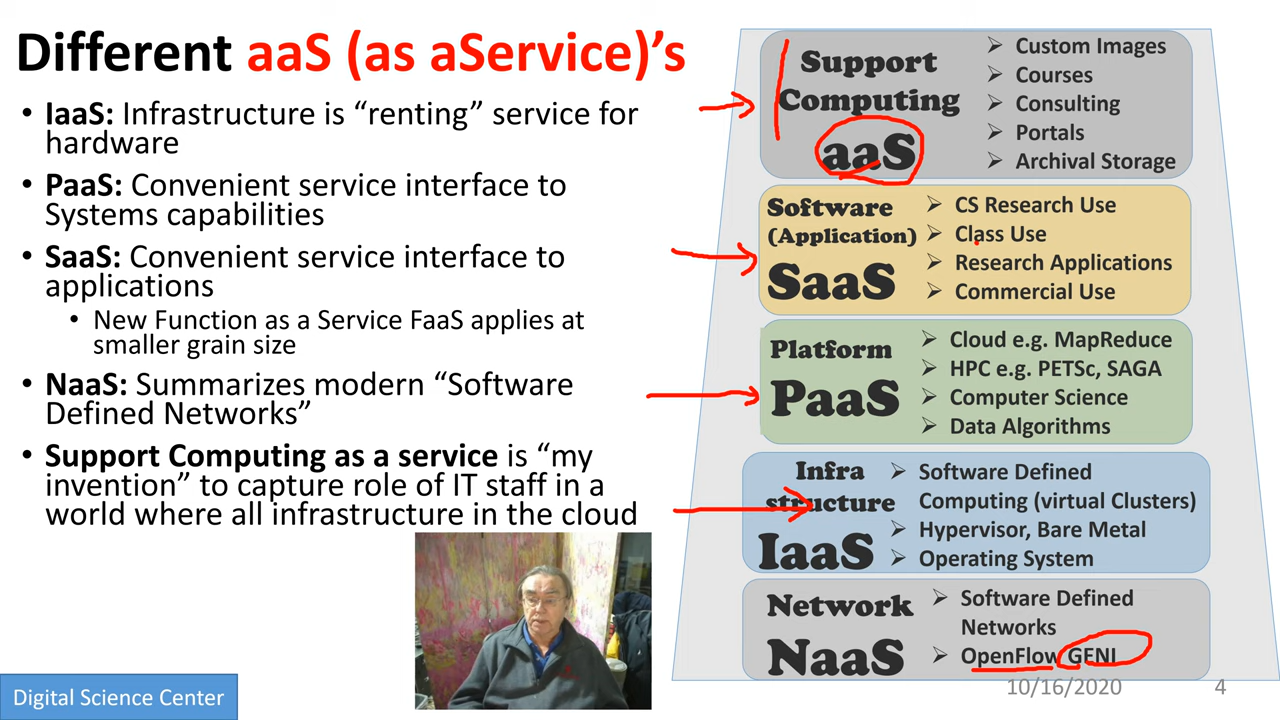 Different aaS (as aService)’s
• IaaS: Infrastructure is “renting” service for
hardware
• PaaS: Convenient service interface to
Systems capabilities
• SaaS: Convenient service interface to
applications
• New Function as a Service FaaS applies at
smaller grain size
• NaaS: Summarizes modern “Software
Defined Networks”
• Support Computing as a service is “my
invention” to capture role of IT staff in a
world where all infrastructure in the cloud
Support
Computing
aaS
➢ Custom Images
➢ Courses
➢ Consulting
➢ Portals
➢ Archival Storage
Software
(Application)
SaaS
➢ CS Research Use
➢ Class Use
➢ Research Applications
➢ Commercial Use
Platform
PaaS
➢ Cloud e.g. MapReduce
➢ HPC e.g. PETSc, SAGA
➢ Computer Science
➢ Data Algorithms
Infra
structure
IaaS
➢ Software Defined
Computing (virtual Clusters)
➢ Hypervisor, Bare Metal
➢ Operating System
Network
NaaS
➢ Software Defined
Networks
➢ OpenFlow GENI
Digital Science Center
10/16/2020
4